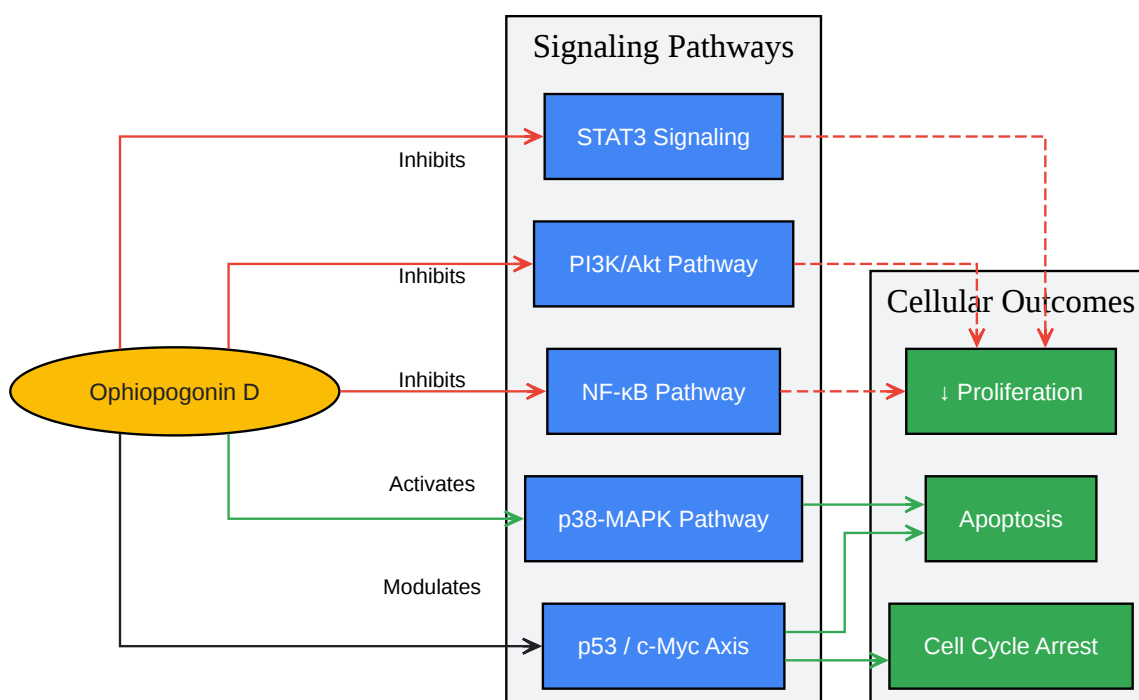 Signaling Pathways
STAT3 Signaling
Inhibits
PI3K/Akt Pathway
Inhibits
Cellular Outcomes
Ophiopogonin D
Inhibits
NF-κB Pathway
↓ Proliferation
Activates
p38-MAPK Pathway
Apoptosis
Modulates
p53 / c-Myc Axis
Cell Cycle Arrest